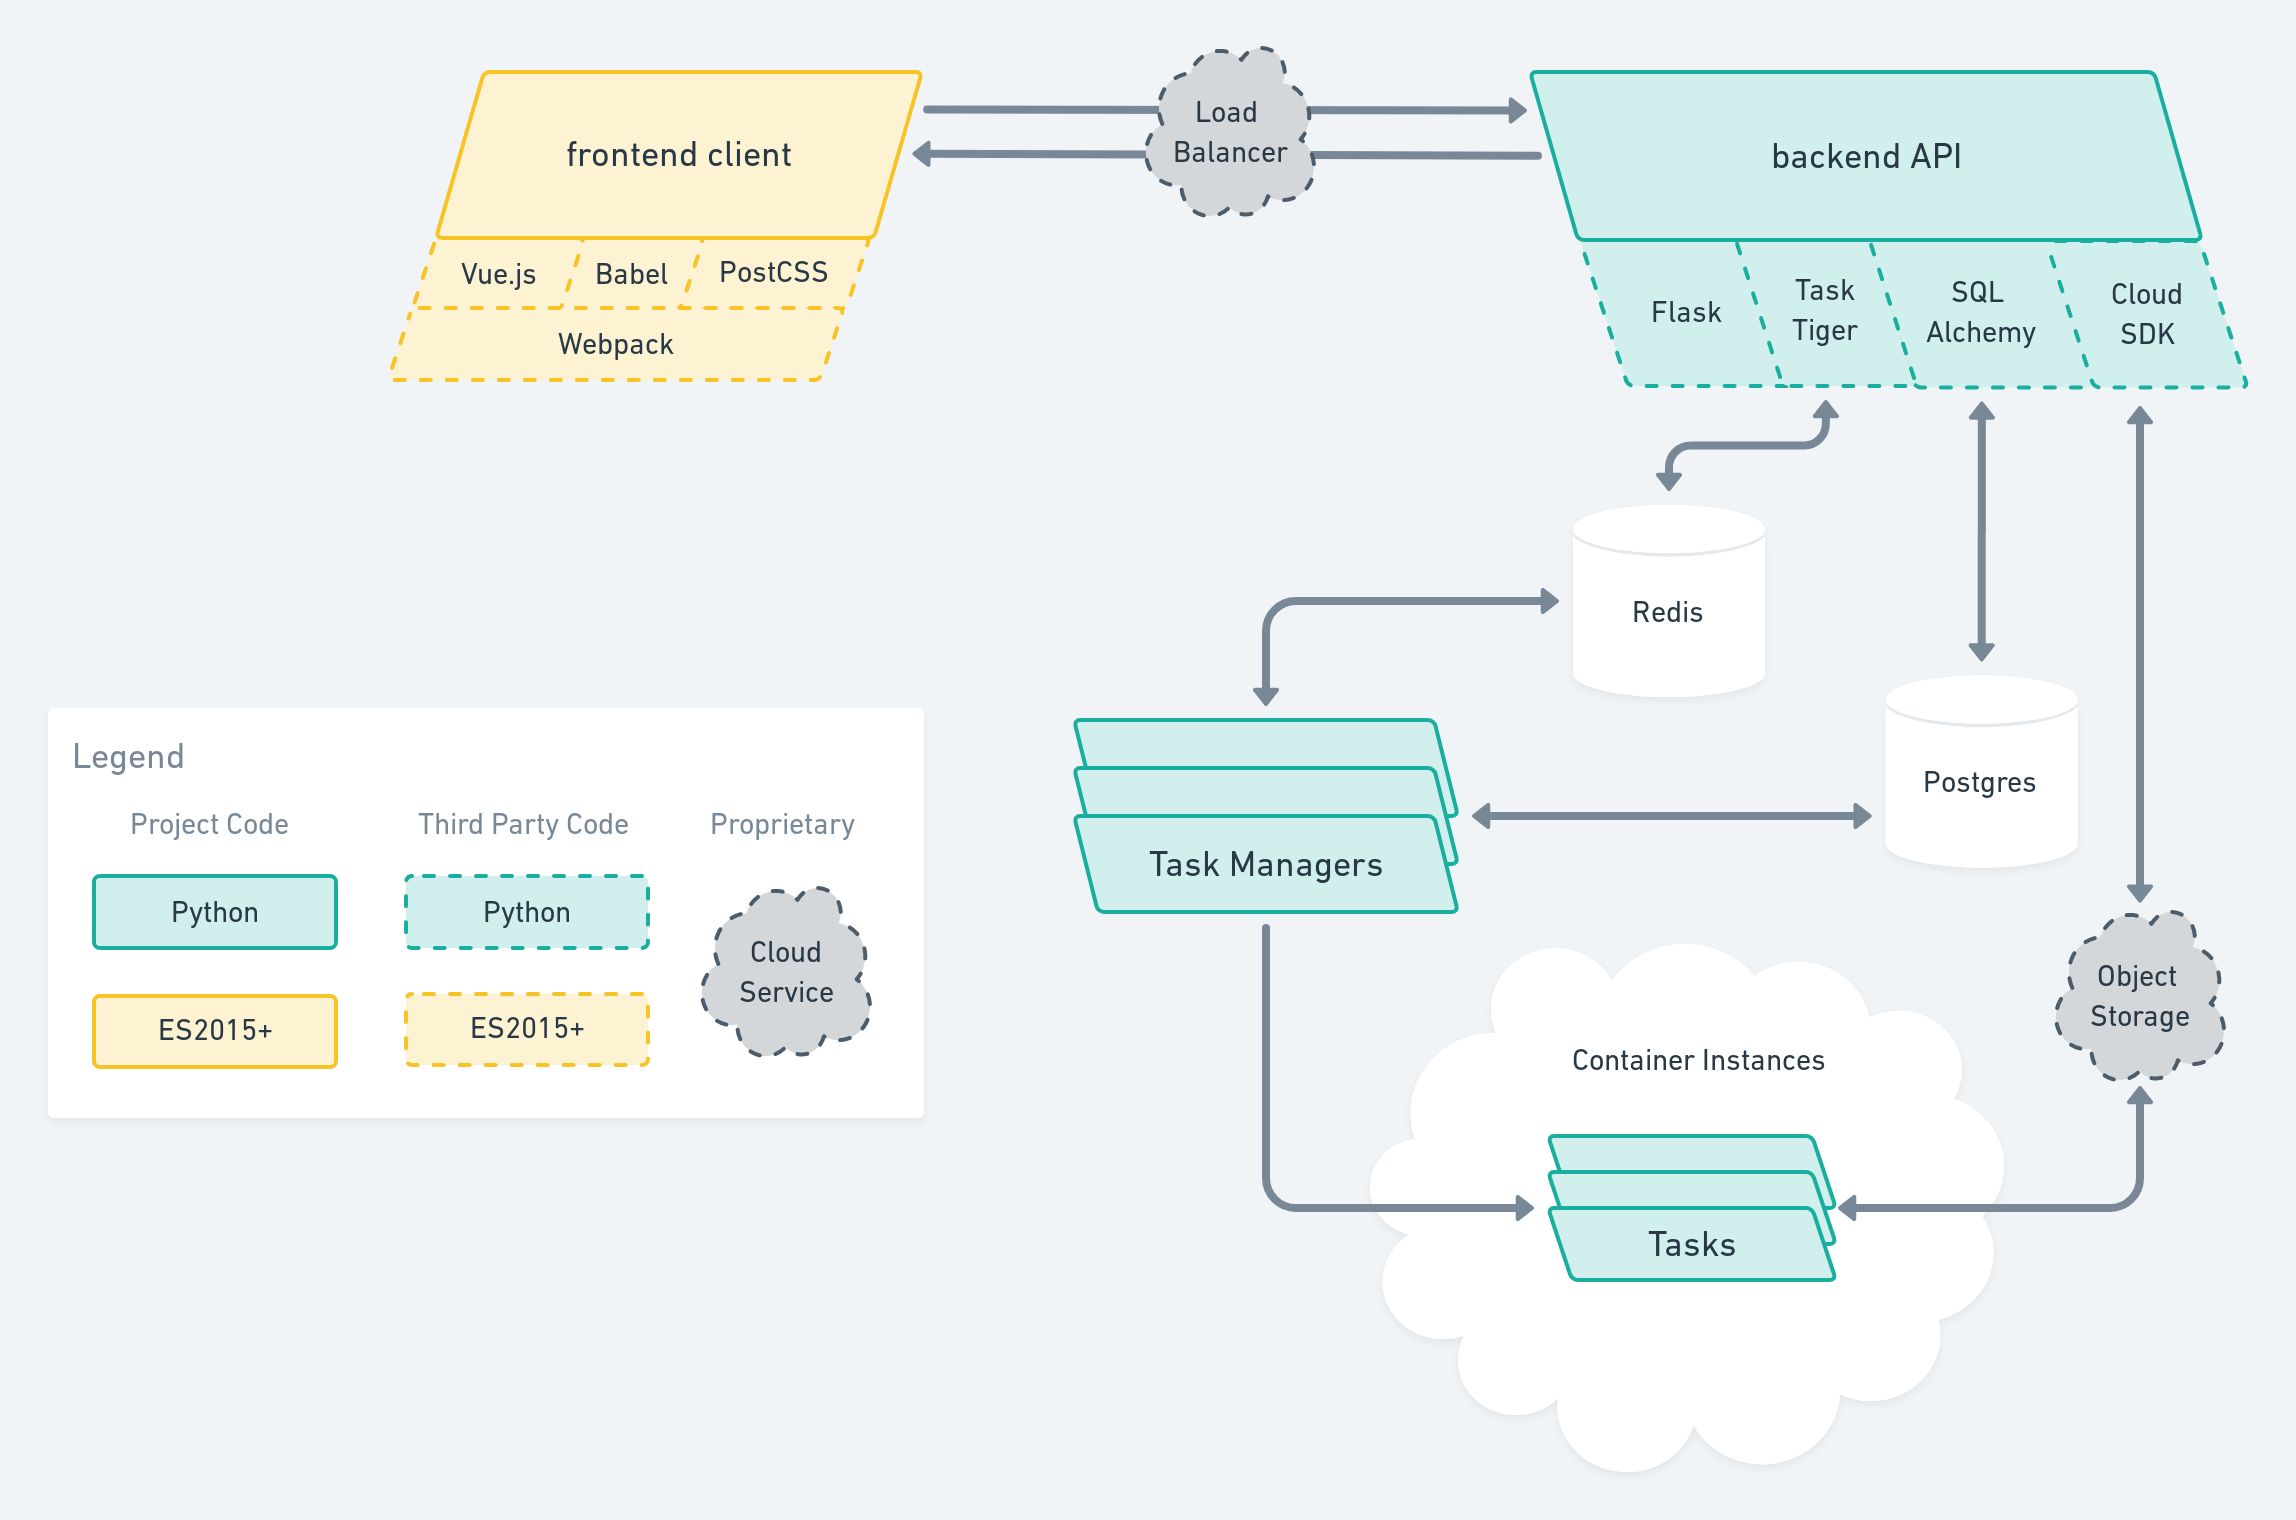 frontend client
Load
Balancer
backend API
Vue.js
Babel
PostCSS
Webpack
Flask
Task
Tiger
SQL
Alchemy
Cloud
SDK
Redis
Postgres
Task Managers
Object
Storage
Container Instances
Tasks
Legend
Project Code
Third Party Code
Proprietary
Python
Python
Cloud
Service
ES2015+
ES2015+